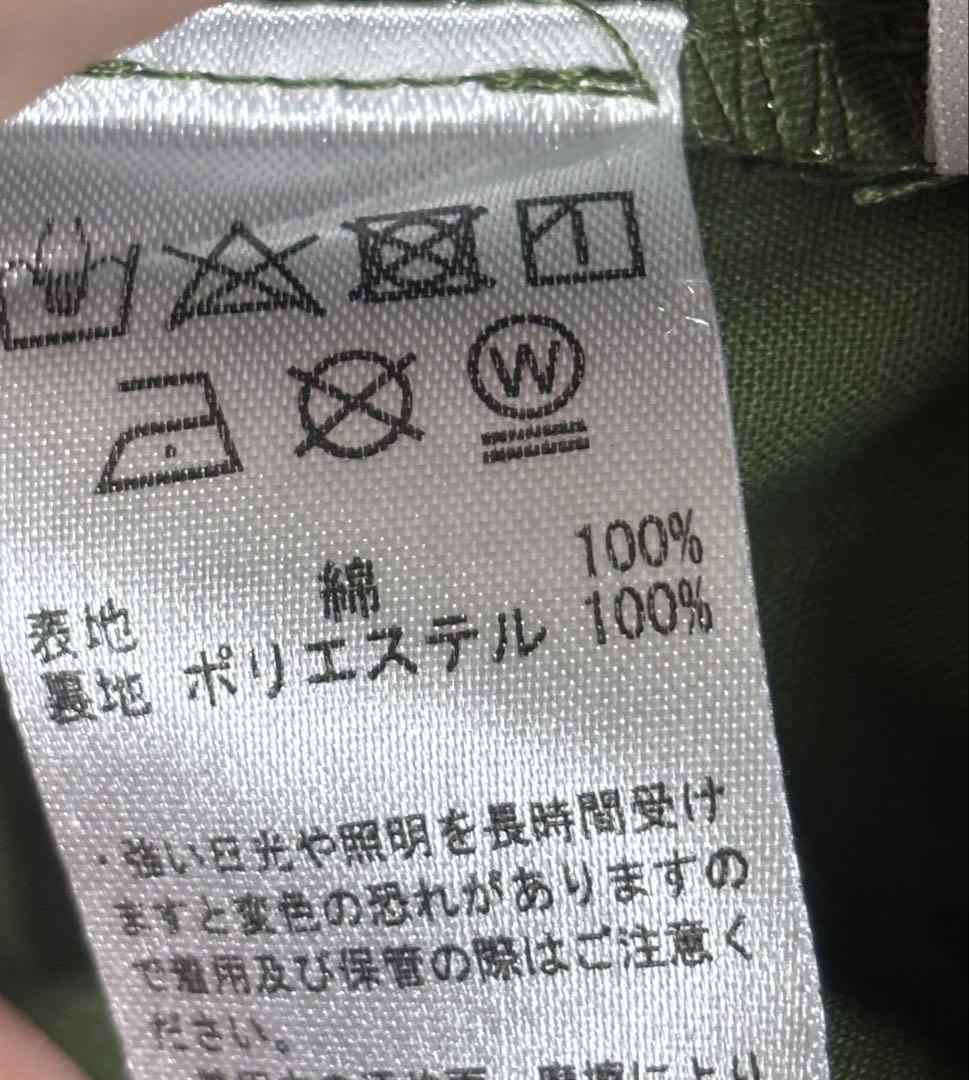 W
表地 綿 100%
裏地 ポリエステル 100%
・強い日光や照明を長時間受け
ますと変色の恐れがありますの
で着用及び保管の際はご注意く
ださい。
により